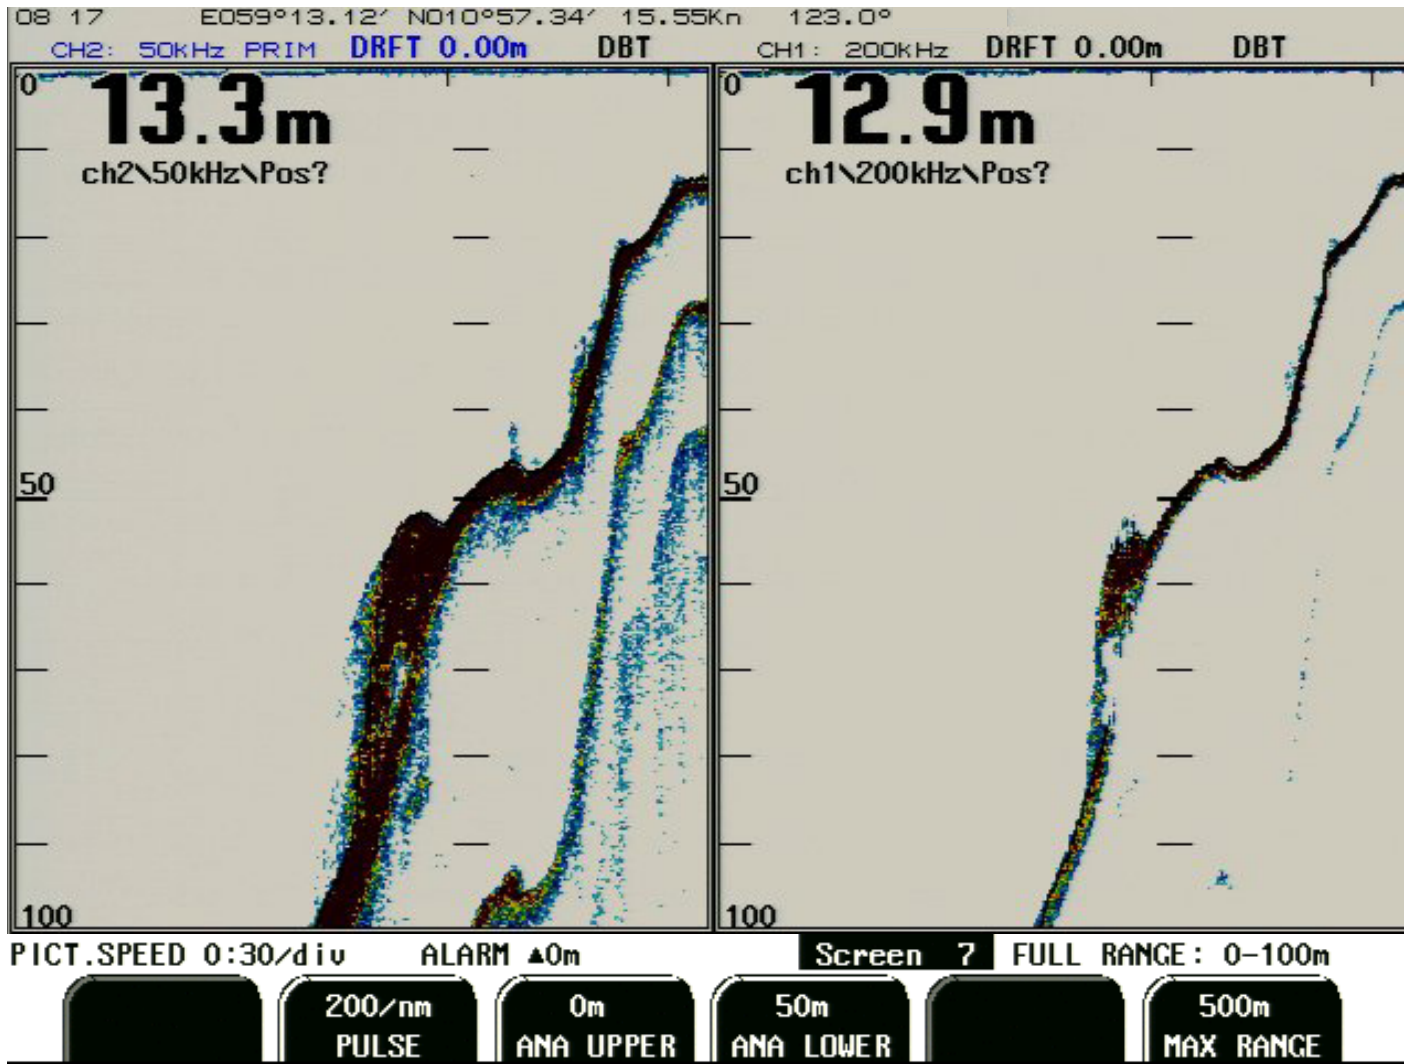 08 17 E059°13.12′ N010°57.34′ 15.55Kn 123.0°
CH2: 50kHz PRIM DRFT 0.00m DBT
CH1: 200kHz DRFT 0.00m DBT
0
13.3m
ch2\50kHz\Pos?
50
100
0
12.9m
ch1\200kHz\Pos?
50
100
PICT.SPEED 0:30/div ALARM ▲0m Screen 7 FULL RANGE: 0-100m
200/nm
PULSE
0m
ANA UPPER
50m
ANA LOWER
500m
MAX RANGE